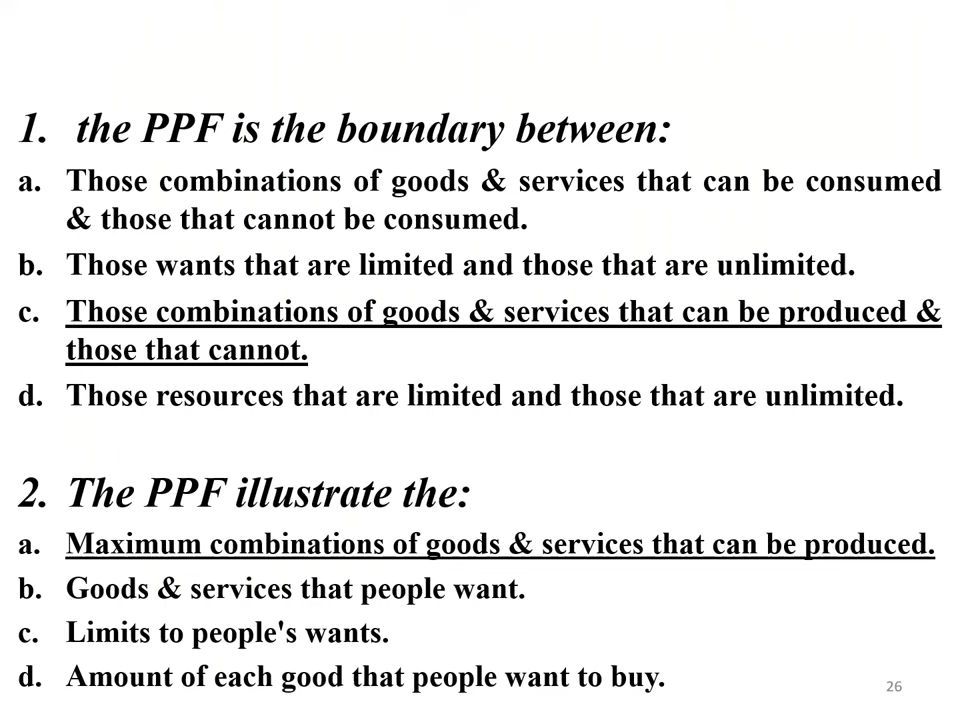 1. the PPF is the boundary between:
a. Those combinations of goods & services that can be consumed
& those that cannot be consumed.
b. Those wants that are limited and those that are unlimited.
c. Those combinations of goods & services that can be produced &
those that cannot.
d. Those resources that are limited and those that are unlimited.
2. The PPF illustrate the:
a. Maximum combinations of goods & services that can be produced.
b. Goods & services that people want.
c. Limits to people's wants.
d. Amount of each good that people want to buy.
26